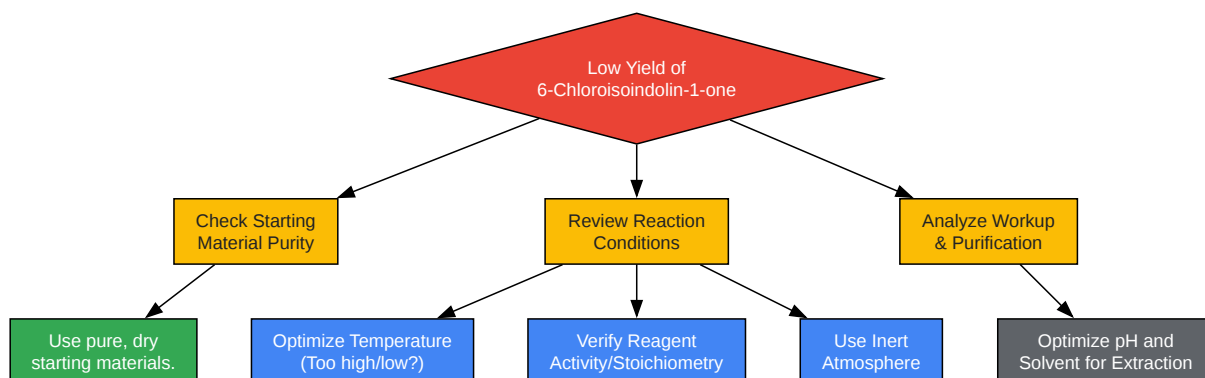 Low Yield of
6-Chloroisoindolin-1-one
Check Starting
Material Purity
Review Reaction
Conditions
Analyze Workup
& Purification
Use pure, dry
starting materials.
Optimize Temperature
(Too high/low?)
Verify Reagent
Activity/Stoichiometry
Use Inert
Atmosphere
Optimize pH and
Solvent for Extraction